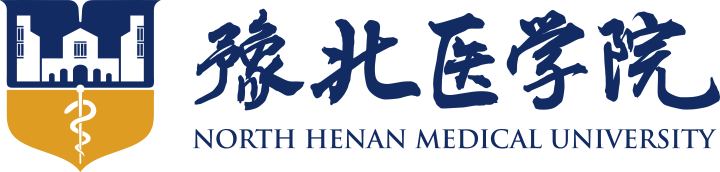 豫北医学院
NORTH HENAN MEDICAL UNIVERSITY